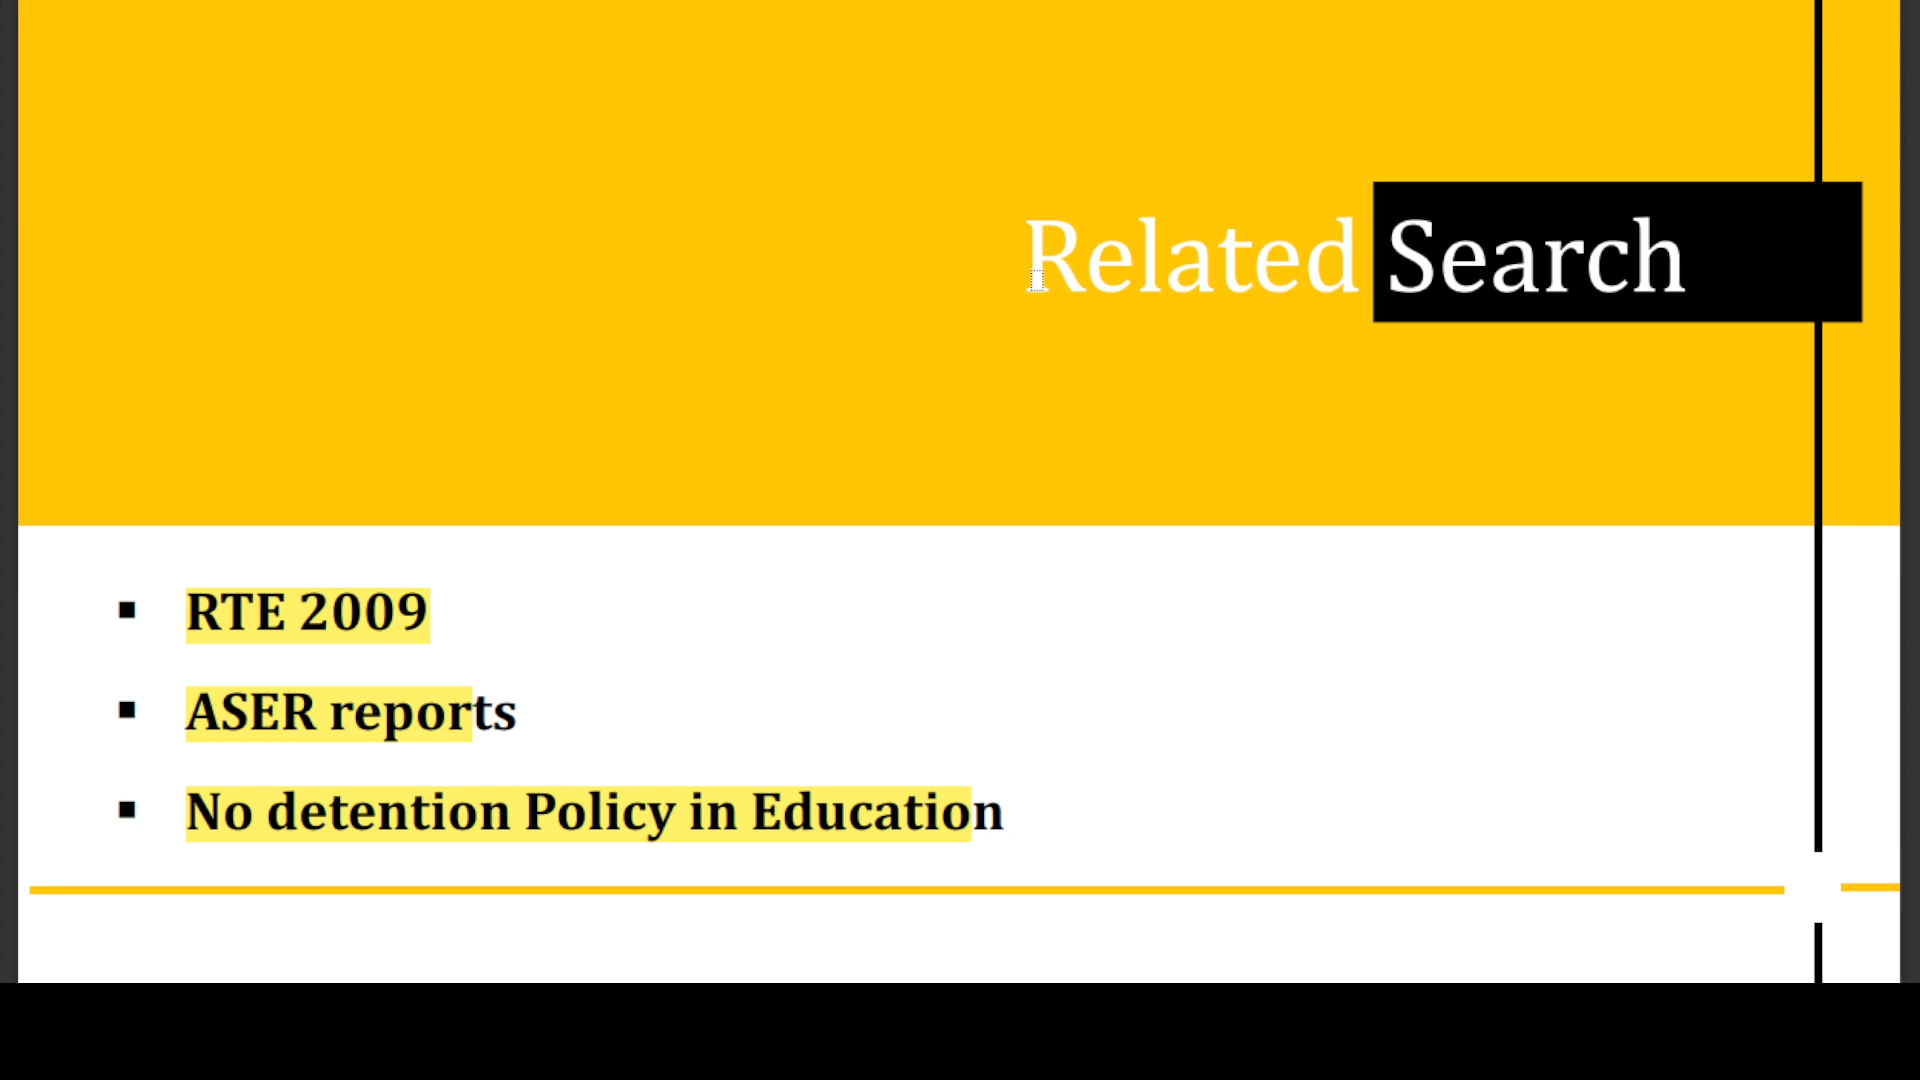 Related Search
▪ RTE 2009
▪ ASER reports
▪ No detention Policy in Education